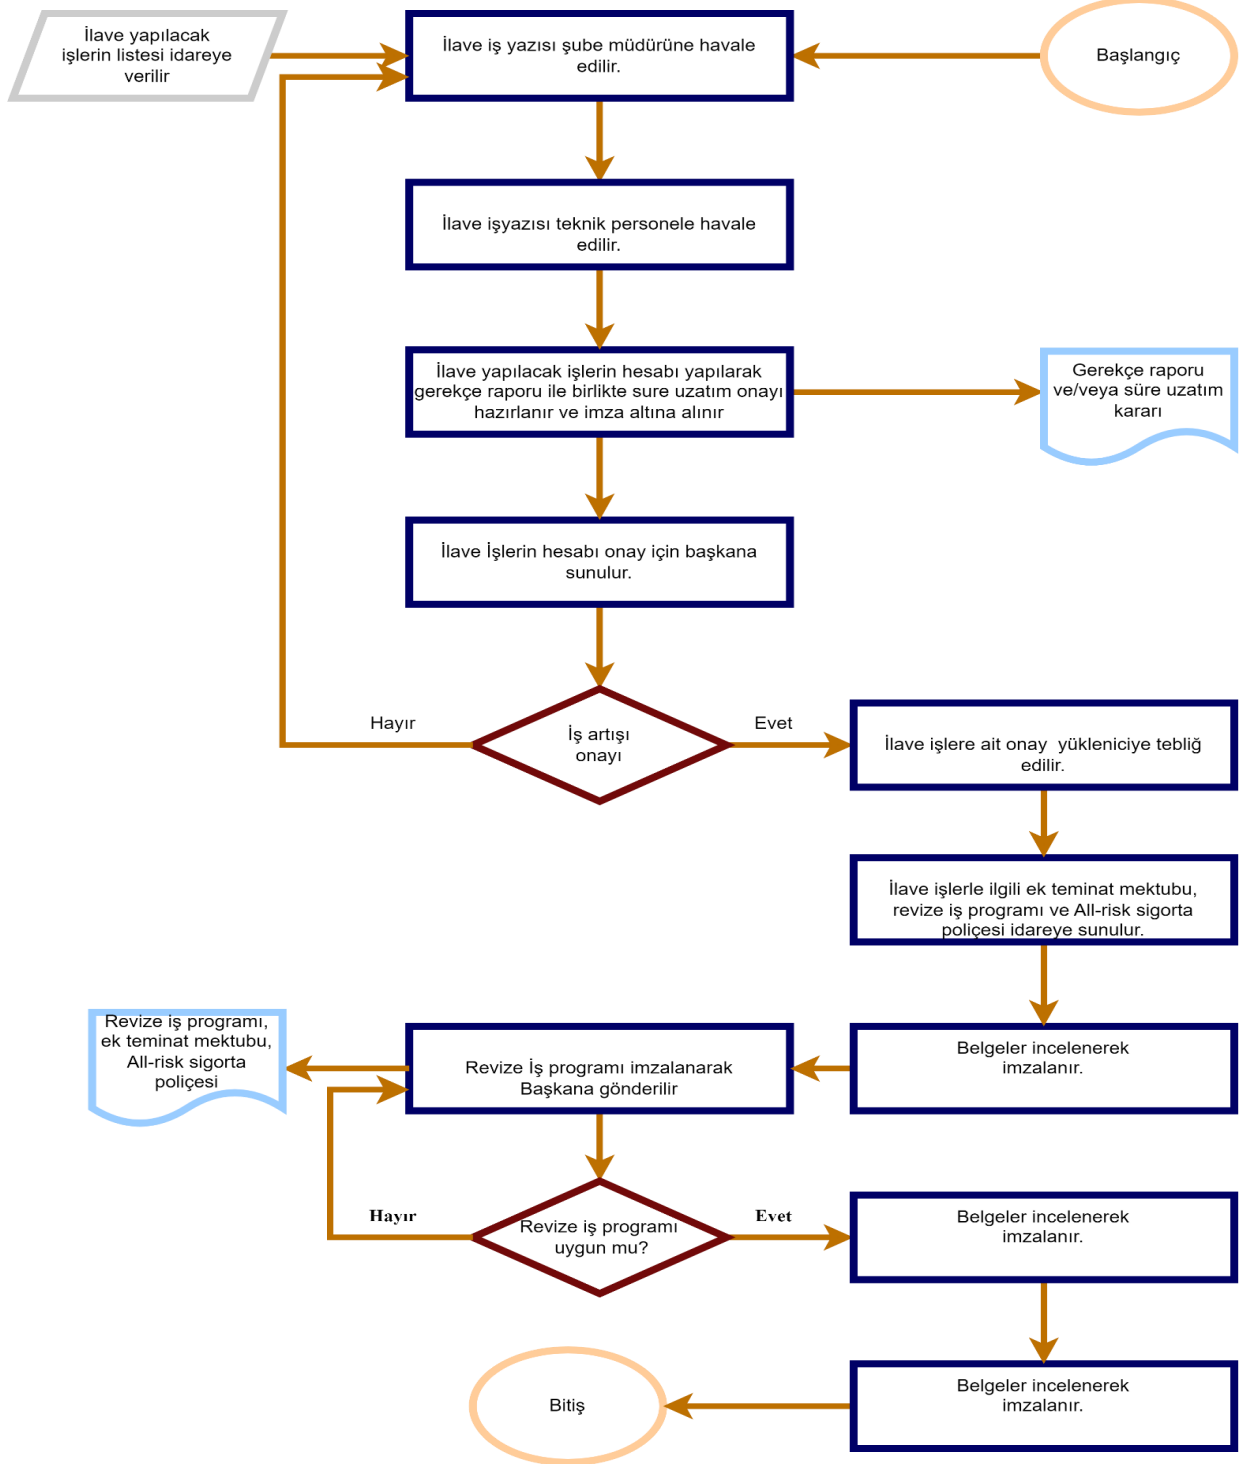 İlave yapılacak
işlerin listesi idareye
verilir
İlave iş yazısı şube müdürüne havale
edilir.
Başlangıç
İlave işyazısı teknik personele havale
edilir.
İlave yapılacak işlerin hesabı yapılarak
gerekçe raporu ile birlikte sure uzatım onayı
hazırlanır ve imza altına alınır
Gerekçe raporu
ve/veya süre uzatım
kararı
İlave İşlerin hesabı onay için başkana
sunulur.
Hayır
İş artışı
onayı
Evet
İlave işlere ait onay  yükleniciye tebliğ
edilir.
İlave işlerle ilgili ek teminat mektubu,
revize iş programı ve All-risk sigorta
poliçesi idareye sunulur.
Revize iş programı,
ek teminat mektubu,
All-risk sigorta
poliçesi
Revize İş programı imzalanarak
Başkana gönderilir
Belgeler incelenerek
imzalanır.
Hayır
Revize iş programı
uygun mu?
Evet
Belgeler incelenerek
imzalanır.
Bitiş
Belgeler incelenerek
imzalanır.